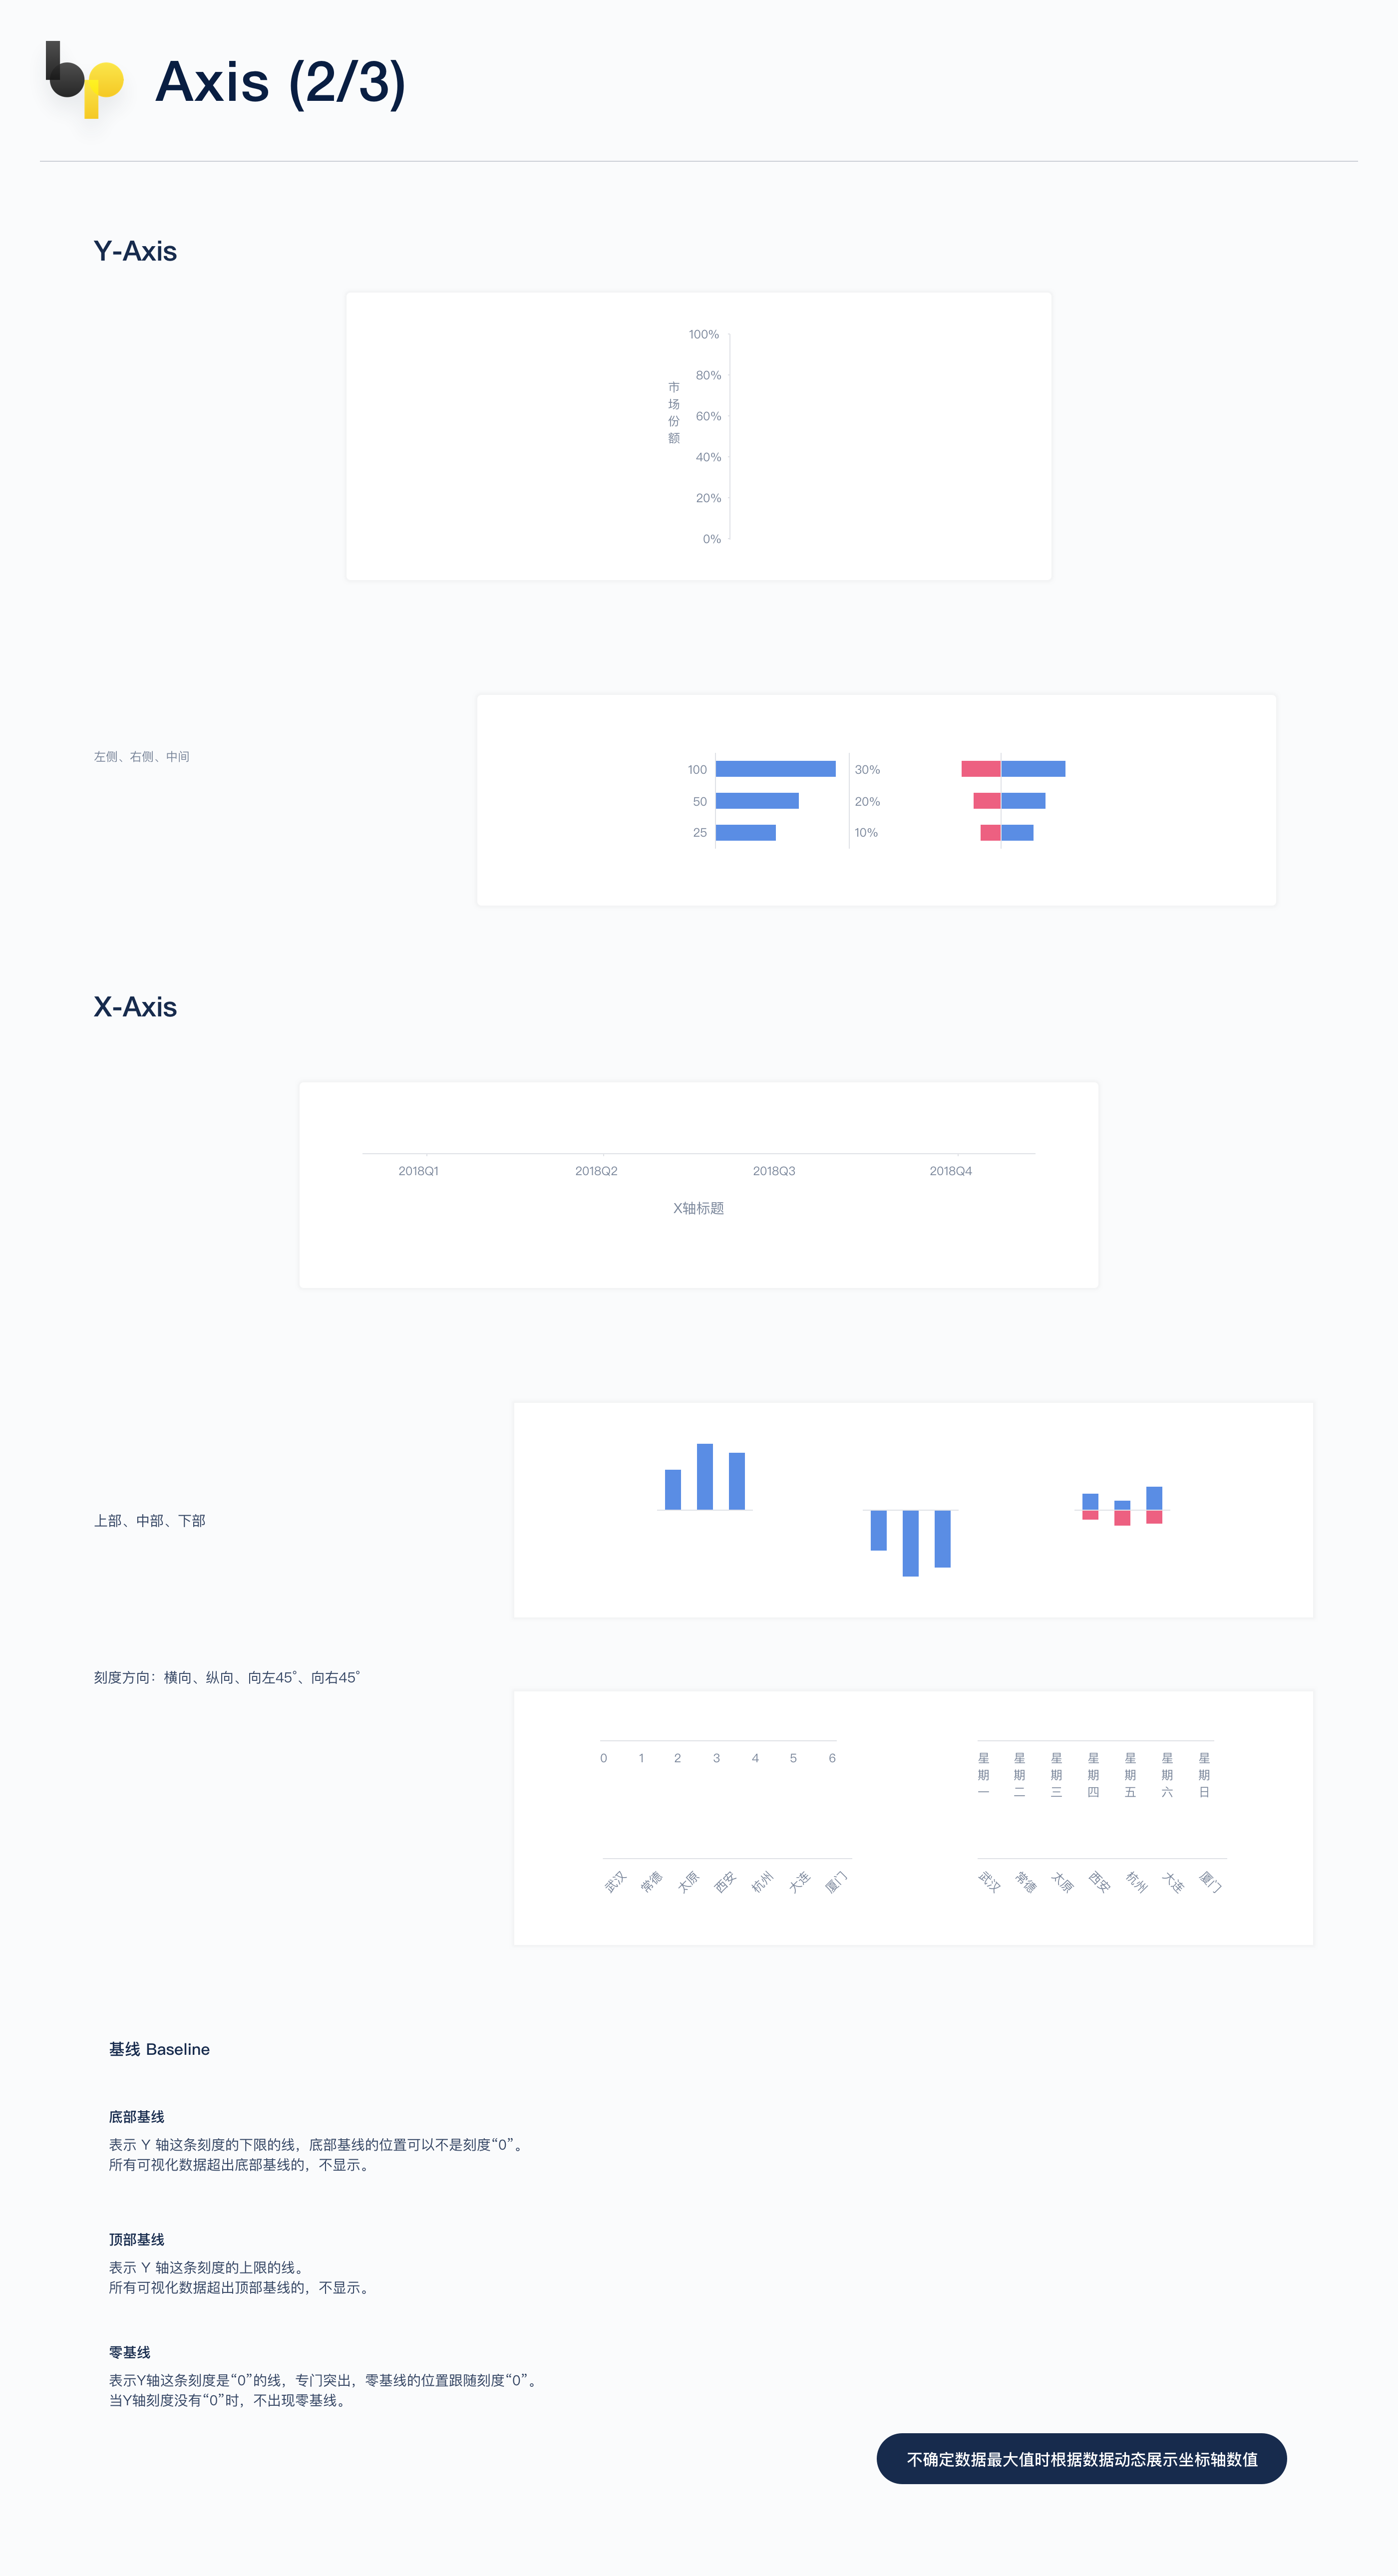 bp
Axis (2/3)
Y-Axis
100%
80%
60%
40%
20%
0%
市
场
份
额
左侧、右侧、中间
100
50
25
30%
20%
10%
X-Axis
2018Q1 2018Q2 2018Q3 2018Q4
X轴标题
上部、中部、下部
刻度方向：横向、纵向、向左45°、向右45°
0 1 2 3 4 5 6
星期一 星期二 星期三 星期四 星期五 星期六 星期日
武汉 常德 太原 西安 杭州 大连 厦门
武汉 常德 太原 西安 杭州 大连 厦门
基线 Baseline
底部基线
表示 Y 轴这条刻度的下限的线，底部基线的位置可以不是刻度“0”。
所有可视化数据超出底部基线的，不显示。
顶部基线
表示 Y 轴这条刻度的上限的线。
所有可视化数据超出顶部基线的，不显示。
零基线
表示Y轴这条刻度是“0”的线，专门突出，零基线的位置跟随刻度“0”。
当Y轴刻度没有“0”时，不出现零基线。
不确定数据最大值时根据数据动态展示坐标轴数值